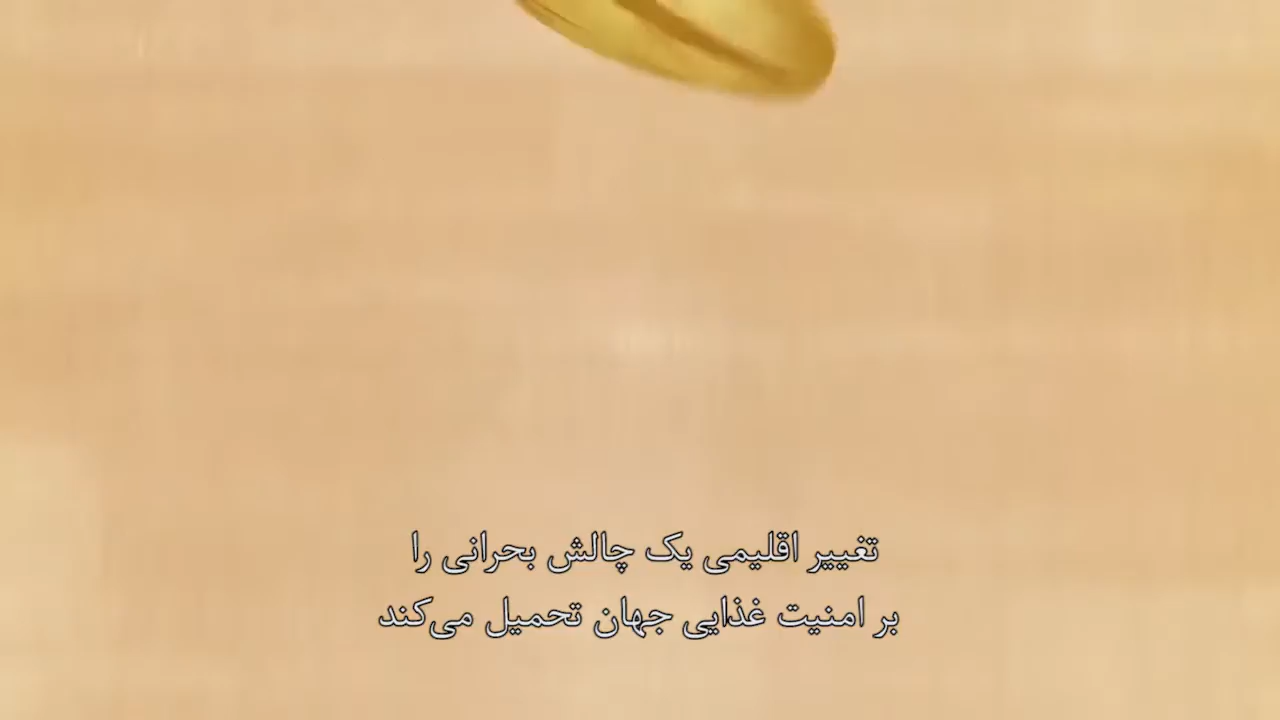 تغییر اقلیمی یک چالش بحرانی را
بر امنیت غذایی جهان تحمیل می‌کند